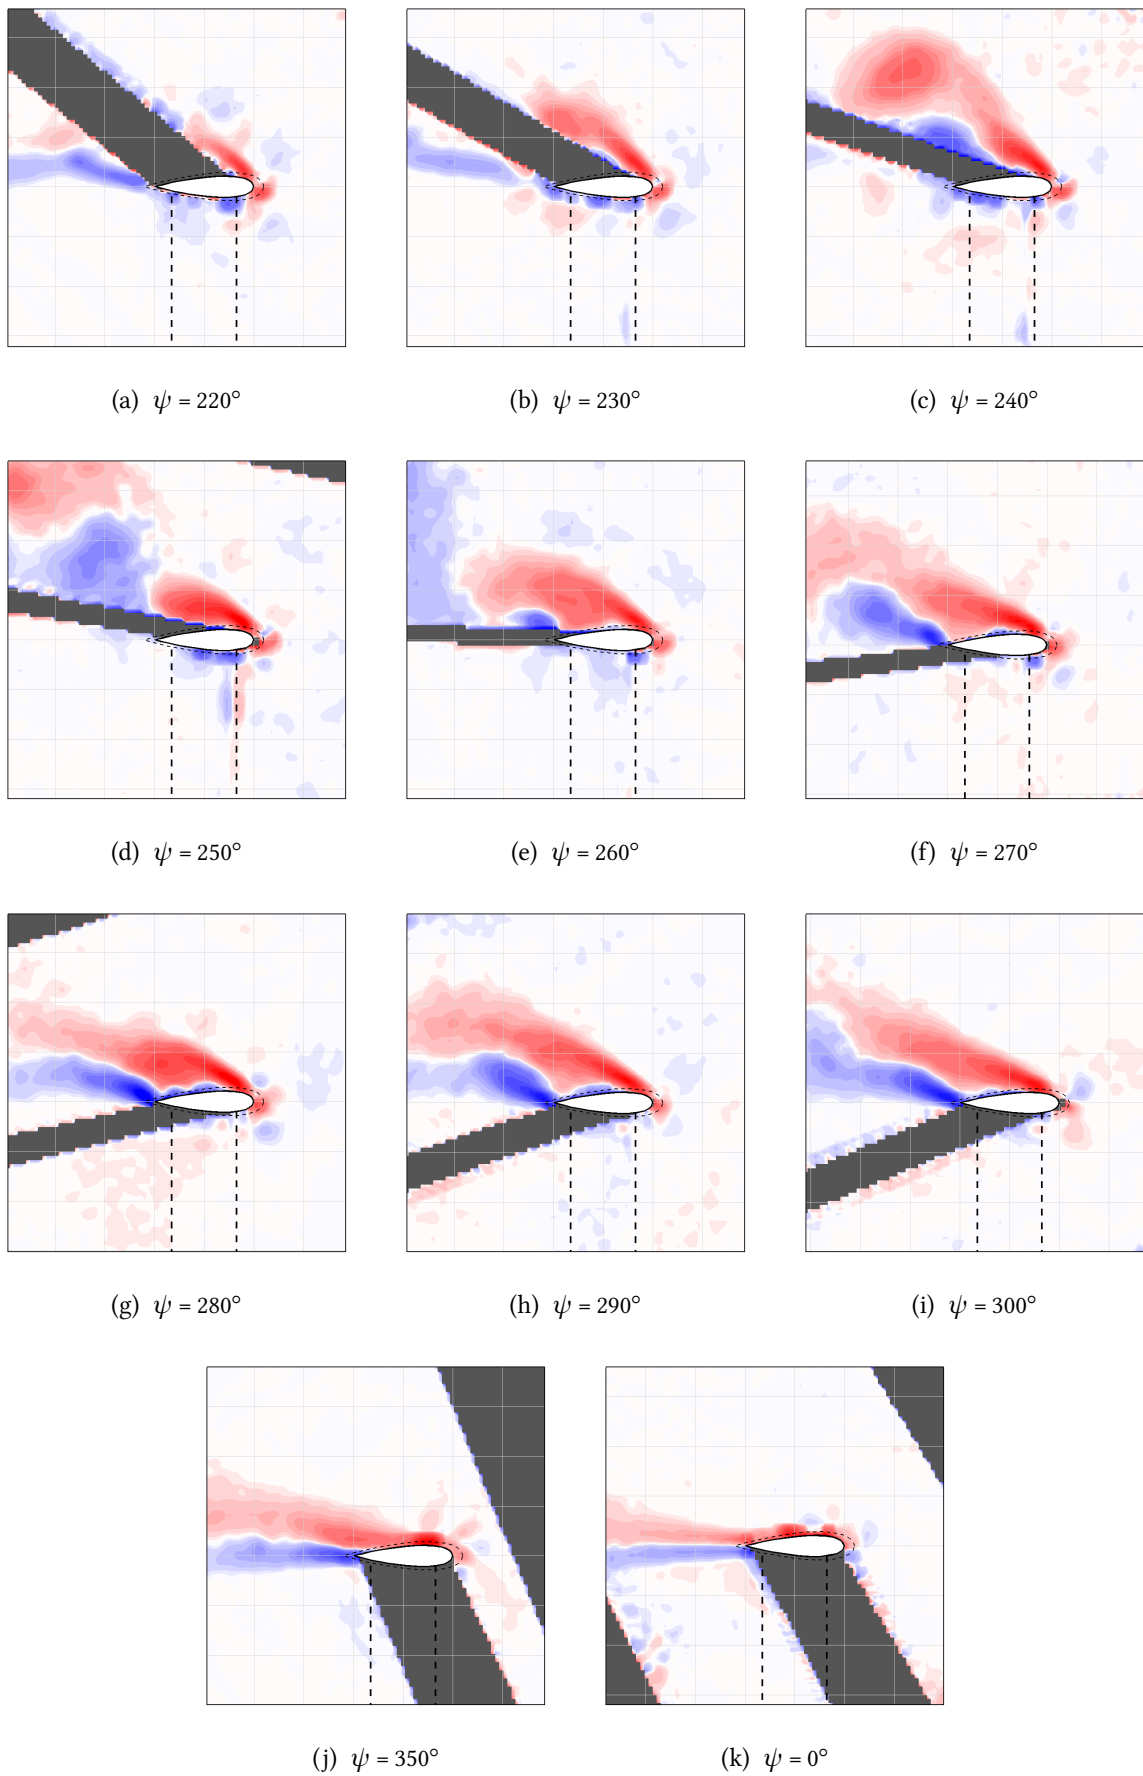 (a) ψ = 220°
(b) ψ = 230°
(c) ψ = 240°
(d) ψ = 250°
(e) ψ = 260°
(f) ψ = 270°
(g) ψ = 280°
(h) ψ = 290°
(i) ψ = 300°
(j) ψ = 350°
(k) ψ = 0°